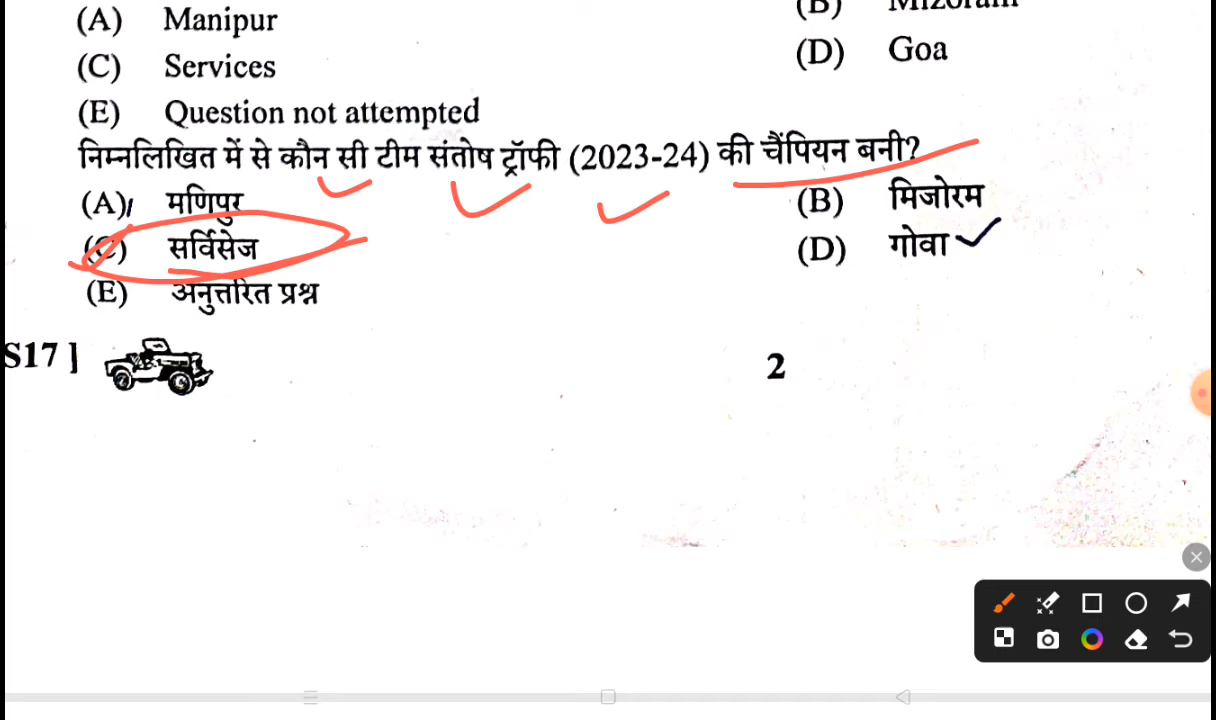 (A) Manipur
(B) Mizoram
(C) Services
(D) Goa
(E) Question not attempted
निम्नलिखित में से कौन सी टीम संतोष ट्रॉफी (2023-24) की चैंपियन बनी?
(A) मणिपुर
(B) मिजोरम
(C) सर्विसेज
(D) गोवा
(E) अनुत्तरित प्रश्न
S17 ]
2